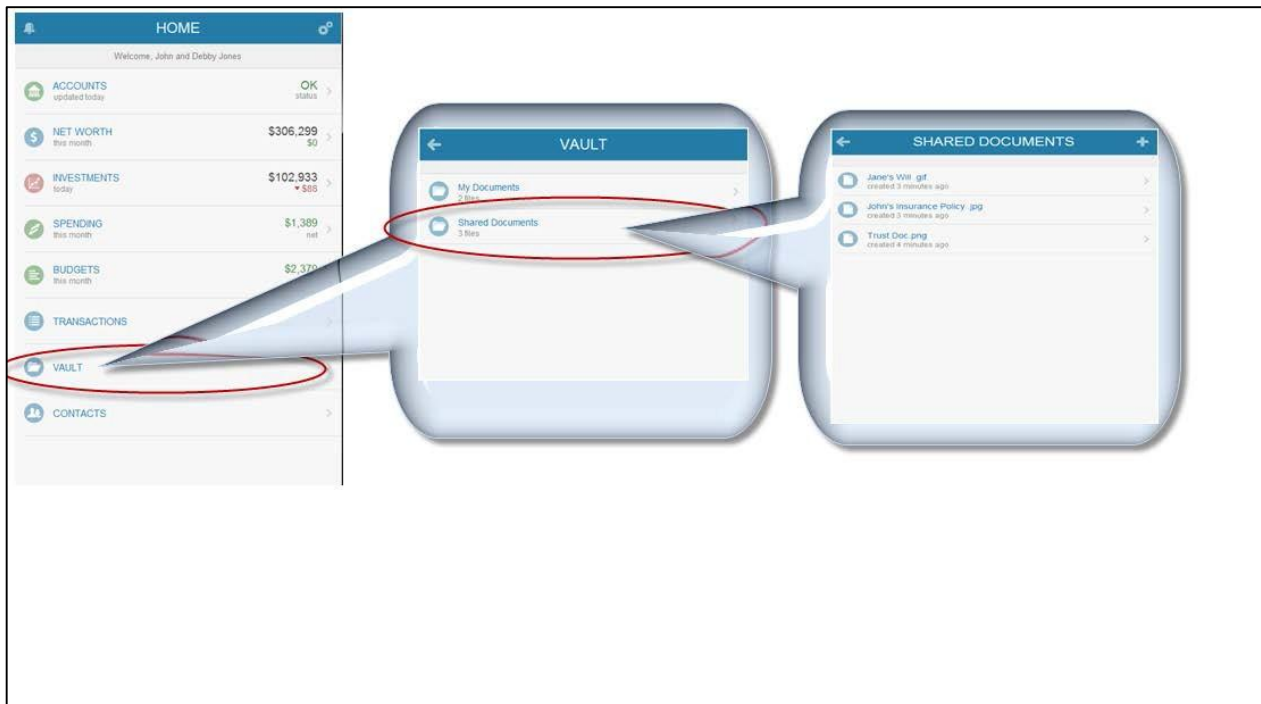 HOME
Welcome, John and Debby Jones
ACCOUNTS
updated today
OK
status
NET WORTH
this month
$306,299
$0
INVESTMENTS
today
$102,933
$88
SPENDING
this month
$1,389
net
BUDGETS
this month
TRANSACTIONS
VAULT
CONTACTS
VAULT
My Documents
2 files
Shared Documents
3 files
SHARED DOCUMENTS
Jane's Will .gif
created 3 minutes ago
John's Insurance Policy .jpg
created 3 minutes ago
Trust Doc.png
created 4 minutes ago